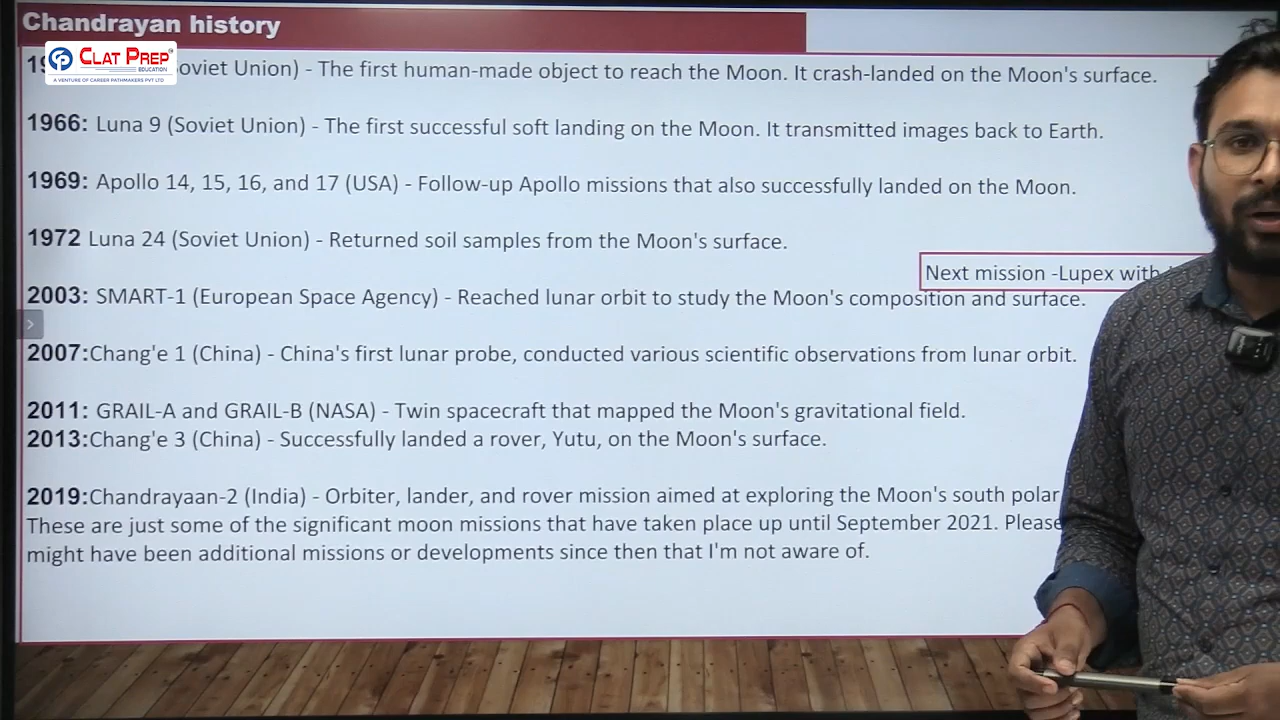 Chandrayan history
CLAT PREP
EDUCATION
A VENTURE OF CAREER PATHMAKERS PVT LTD
oviet Union) - The first human-made object to reach the Moon. It crash-landed on the Moon's surface.
1966: Luna 9 (Soviet Union) - The first successful soft landing on the Moon. It transmitted images back to Earth.
1969: Apollo 14, 15, 16, and 17 (USA) - Follow-up Apollo missions that also successfully landed on the Moon.
1972 Luna 24 (Soviet Union) - Returned soil samples from the Moon's surface.
Next mission -Lupex with
2003: SMART-1 (European Space Agency) - Reached lunar orbit to study the Moon's composition and surface.
2007:Chang'e 1 (China) - China's first lunar probe, conducted various scientific observations from lunar orbit.
2011: GRAIL-A and GRAIL-B (NASA) - Twin spacecraft that mapped the Moon's gravitational field.
2013:Chang'e 3 (China) - Successfully landed a rover, Yutu, on the Moon's surface.
2019:Chandrayaan-2 (India) - Orbiter, lander, and rover mission aimed at exploring the Moon's south polar
These are just some of the significant moon missions that have taken place up until September 2021. Please
might have been additional missions or developments since then that I'm not aware of.